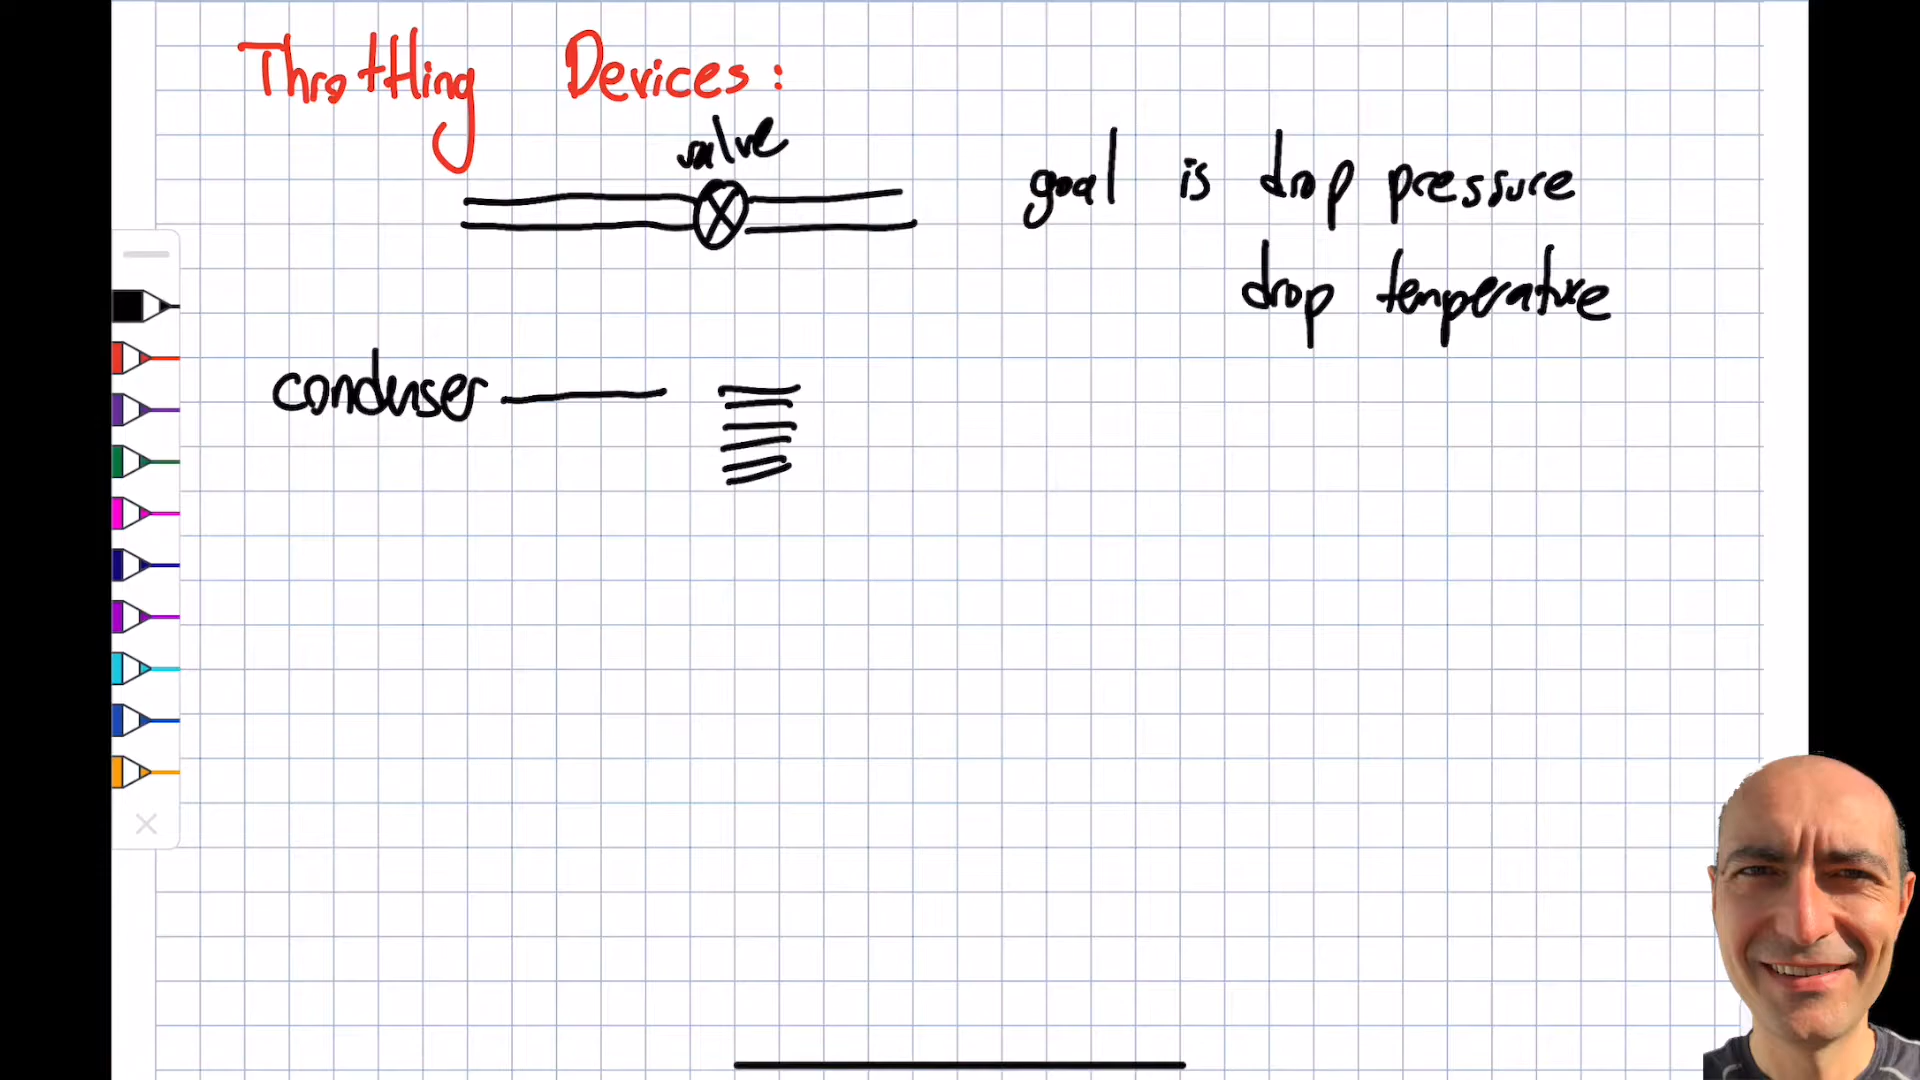 Throttling Devices:
valve
goal is drop pressure
drop temperature
condenser